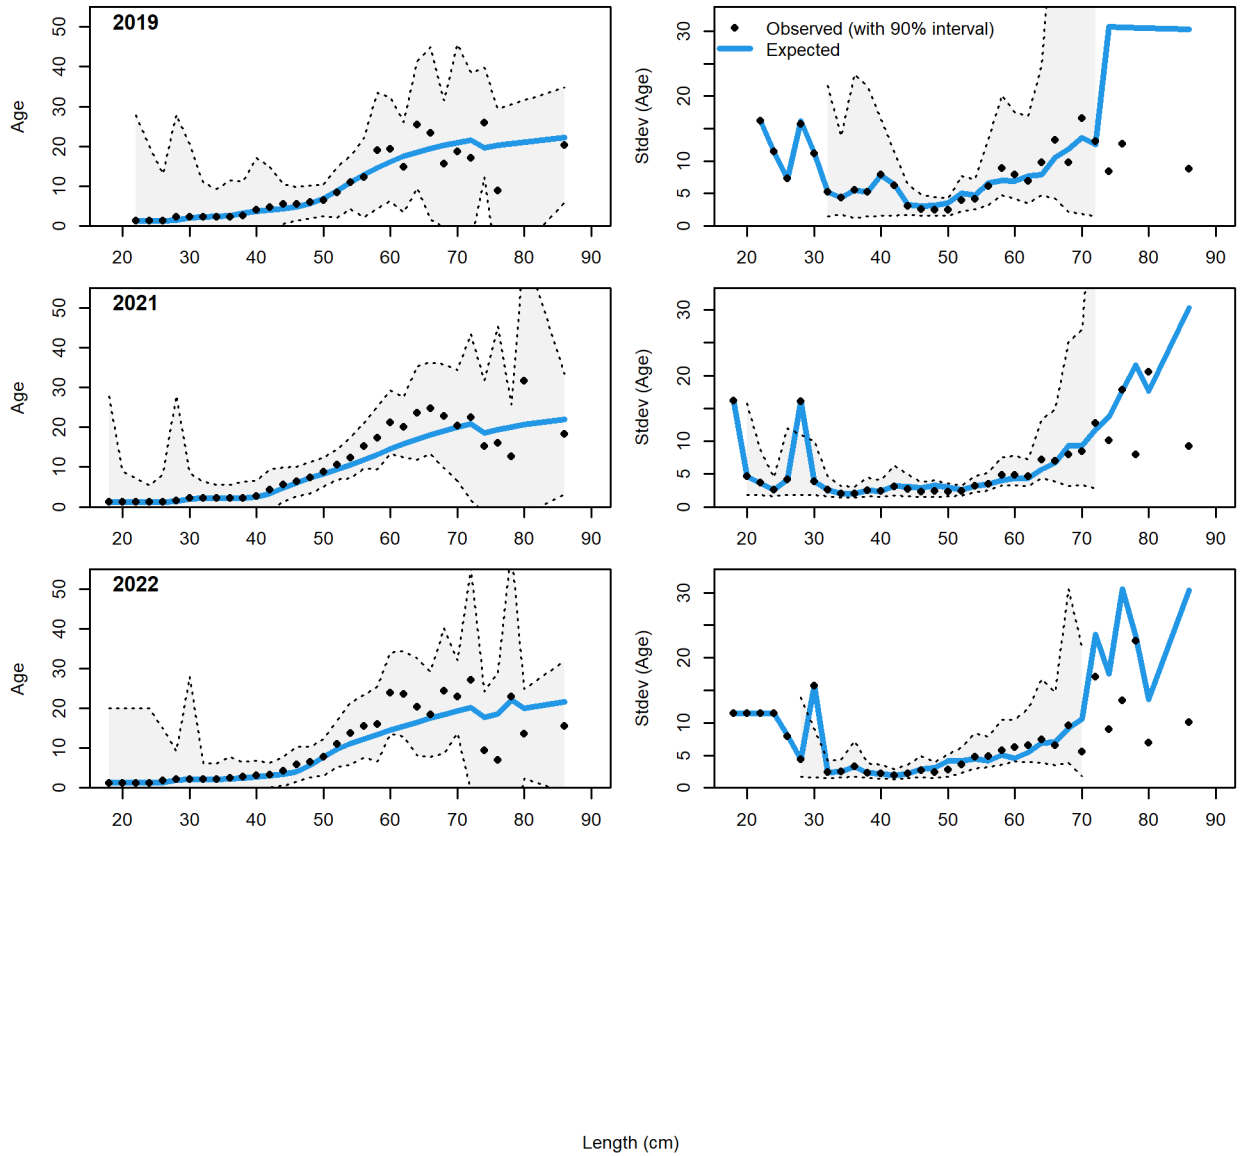 2019
Age
0 10 20 30 40 50
20 30 40 50 60 70 80 90
Observed (with 90% interval)
Expected
Stdev (Age)
0 5 10 20 30
20 30 40 50 60 70 80 90
2021
Age
0 10 20 30 40 50
20 30 40 50 60 70 80 90
Stdev (Age)
0 5 10 20 30
20 30 40 50 60 70 80 90
2022
Age
0 10 20 30 40 50
20 30 40 50 60 70 80 90
Stdev (Age)
0 5 10 20 30
20 30 40 50 60 70 80 90
Length (cm)